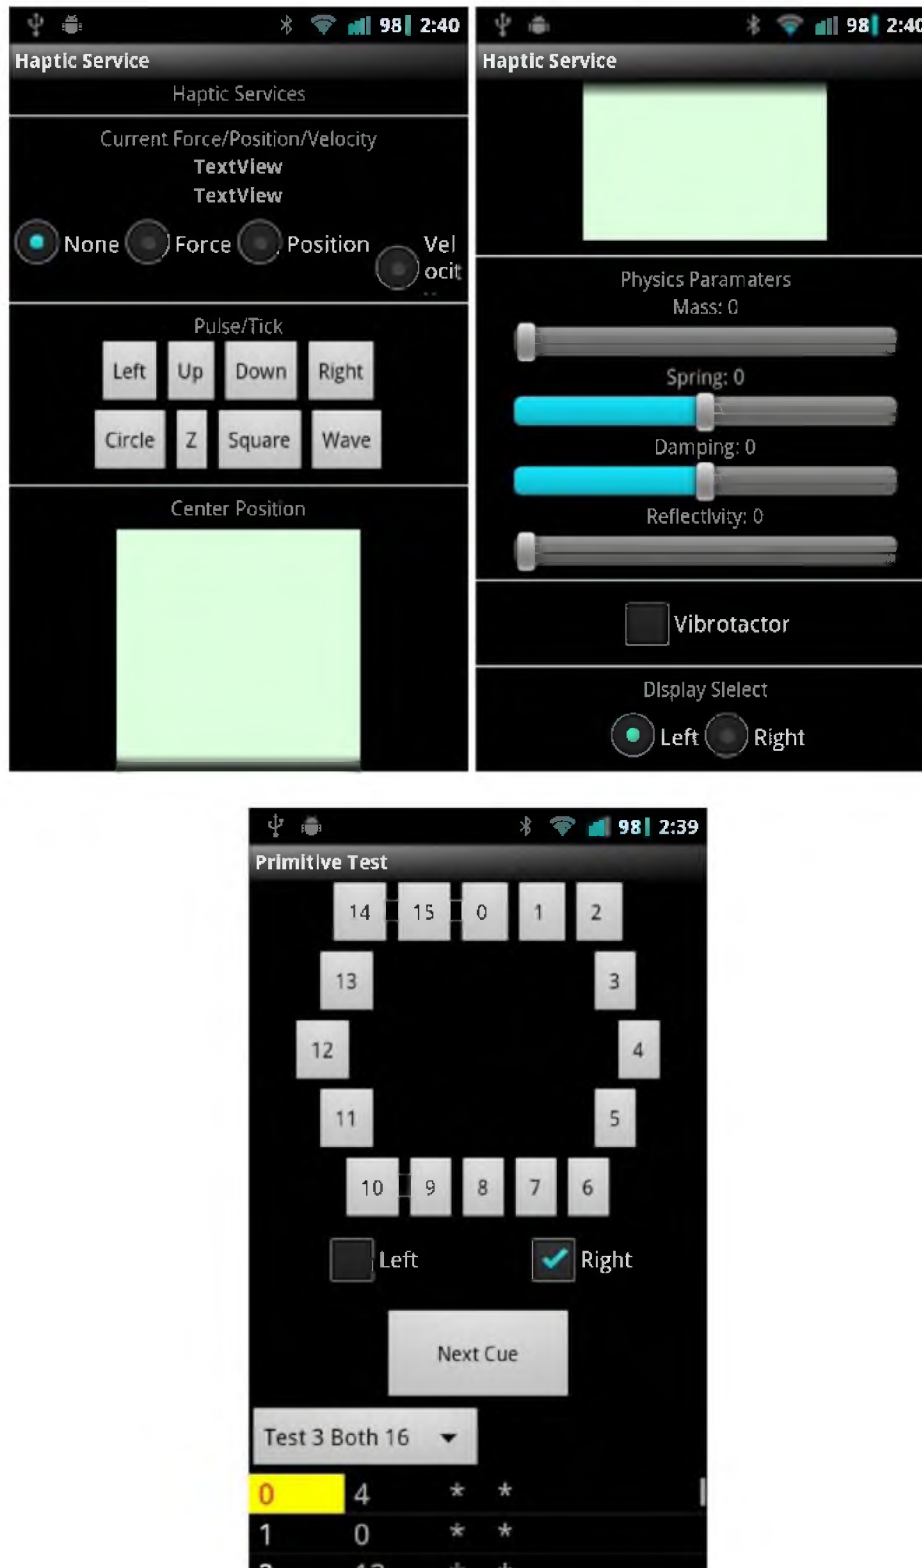 98 2:40
Haptic Service
Haptic Services
Current Force/Position/Velocity
TextView
TextView
None Force Position Vel
ocit
Pulse/Tick
Left Up Down Right
Circle Z Square Wave
Center Position
98 2:40
Haptic Service
Physics Paramaters
Mass: 0
Spring: 0
Damping: 0
Reflectivity: 0
Vibrotactor
Display Slelect
Left Right
98 2:39
Primitive Test
14 15 0 1 2
13 3
12 4
11 5
10 9 8 7 6
Left Right
Next Cue
Test 3 Both 16
0 4 * *
1 0 * *